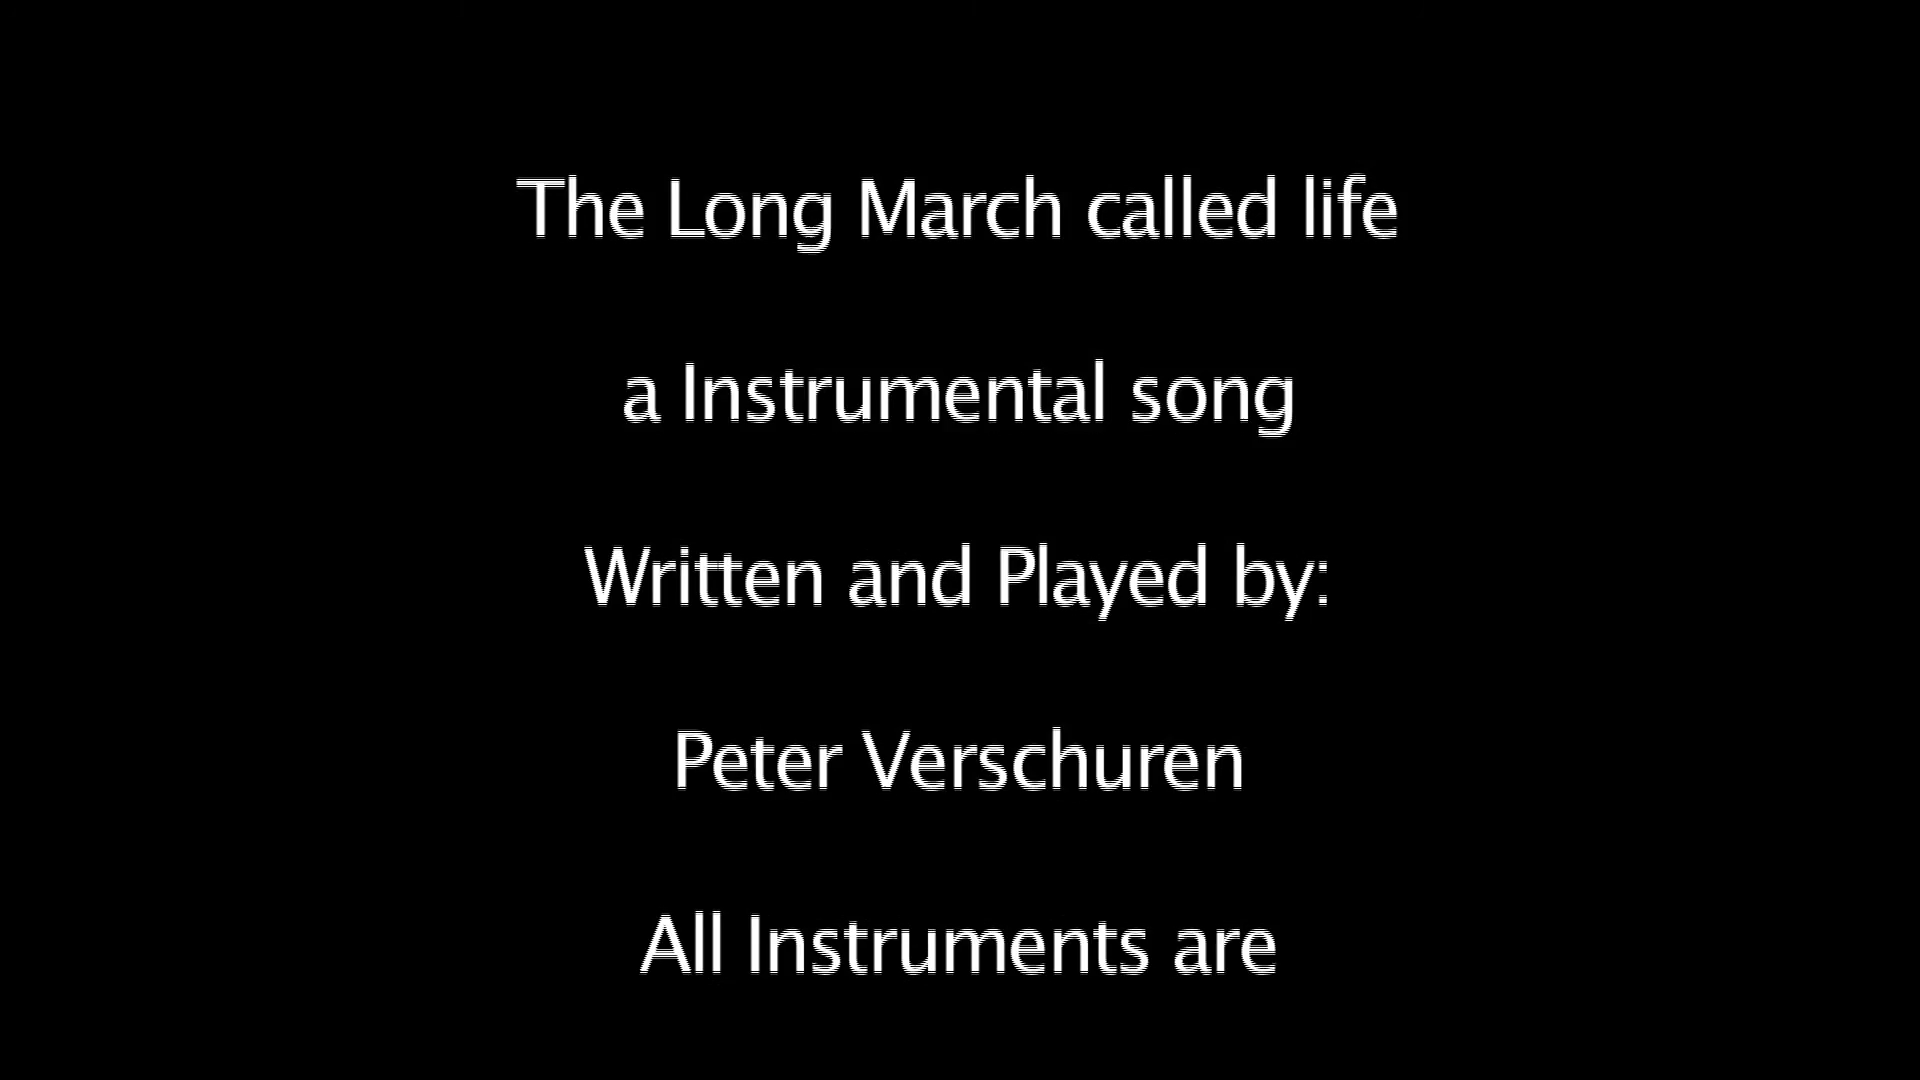 The Long March called life
a Instrumental song
Written and Played by:
Peter Verschuren
All Instruments are